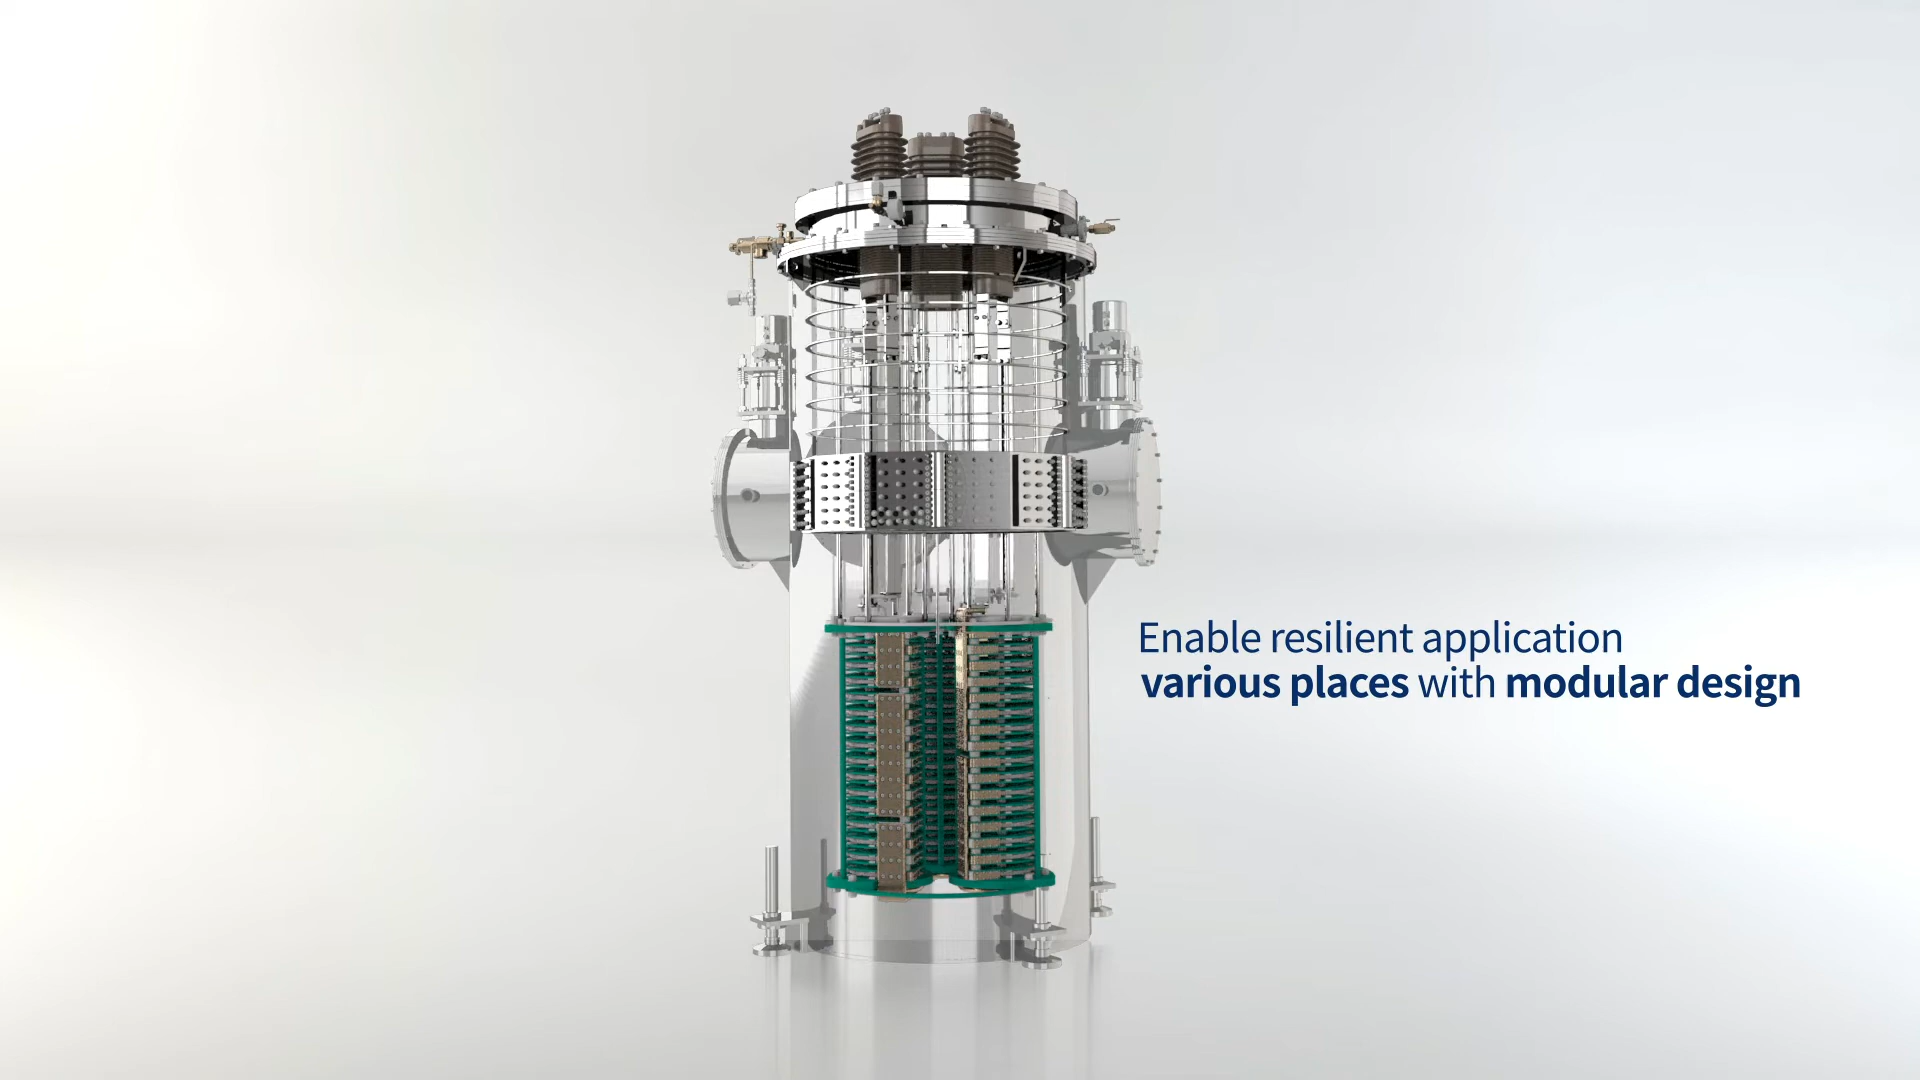 Enable resilient application
various places with modular design